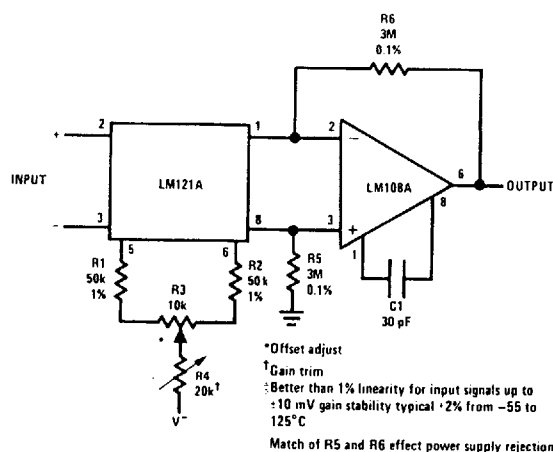 R6
3M
0.1%
2
1
2
+
−
INPUT
LM121A
LM108A
6
OUTPUT
8
−
3
8
3
+
5
6
1
R1
50k
1%
R3
10k
R2
50k
1%
R5
3M
0.1%
C1
30 pF
*
R4
20k†
V−
*Offset adjust
†Gain trim
‡Better than 1% linearity for input signals up to
±10 mV gain stability typical +2% from −55 to
125°C
Match of R5 and R6 effect power supply rejection